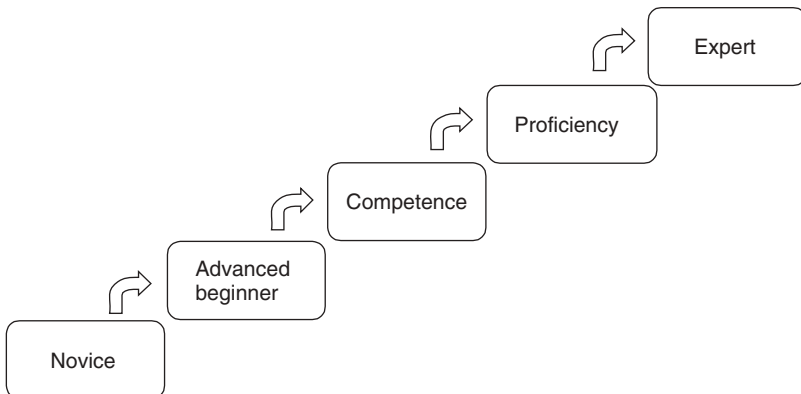 Expert
Proficiency
Competence
Advanced
beginner
Novice